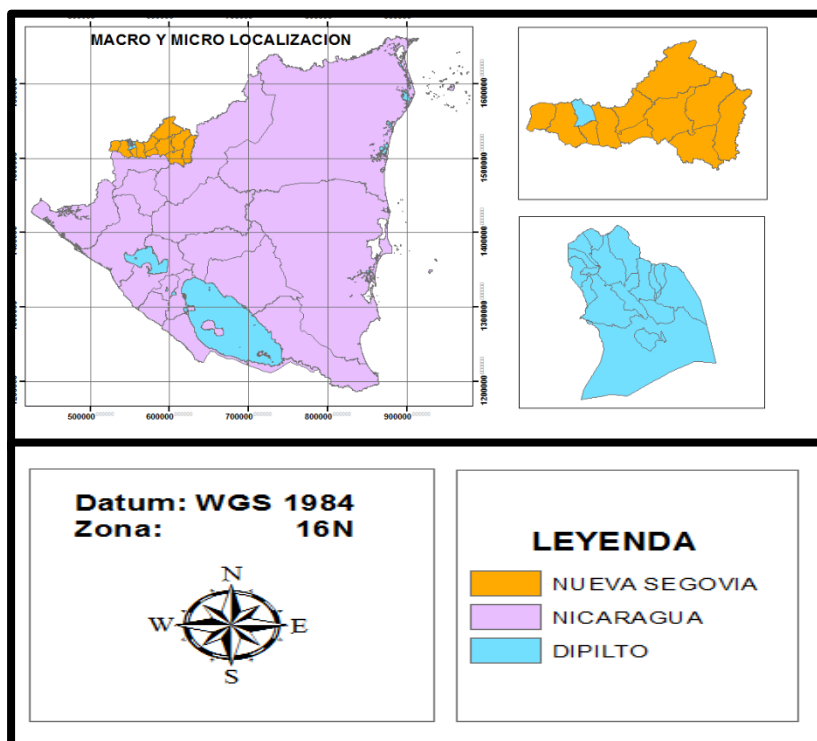 MACRO Y MICRO LOCALIZACION
1600000
1500000
1400000
1300000
1200000
500000
600000
700000
800000
900000
Datum: WGS 1984
Zona: 16N
N
W E
S
LEYENDA
NUEVA SEGOVIA
NICARAGUA
DIPILTO